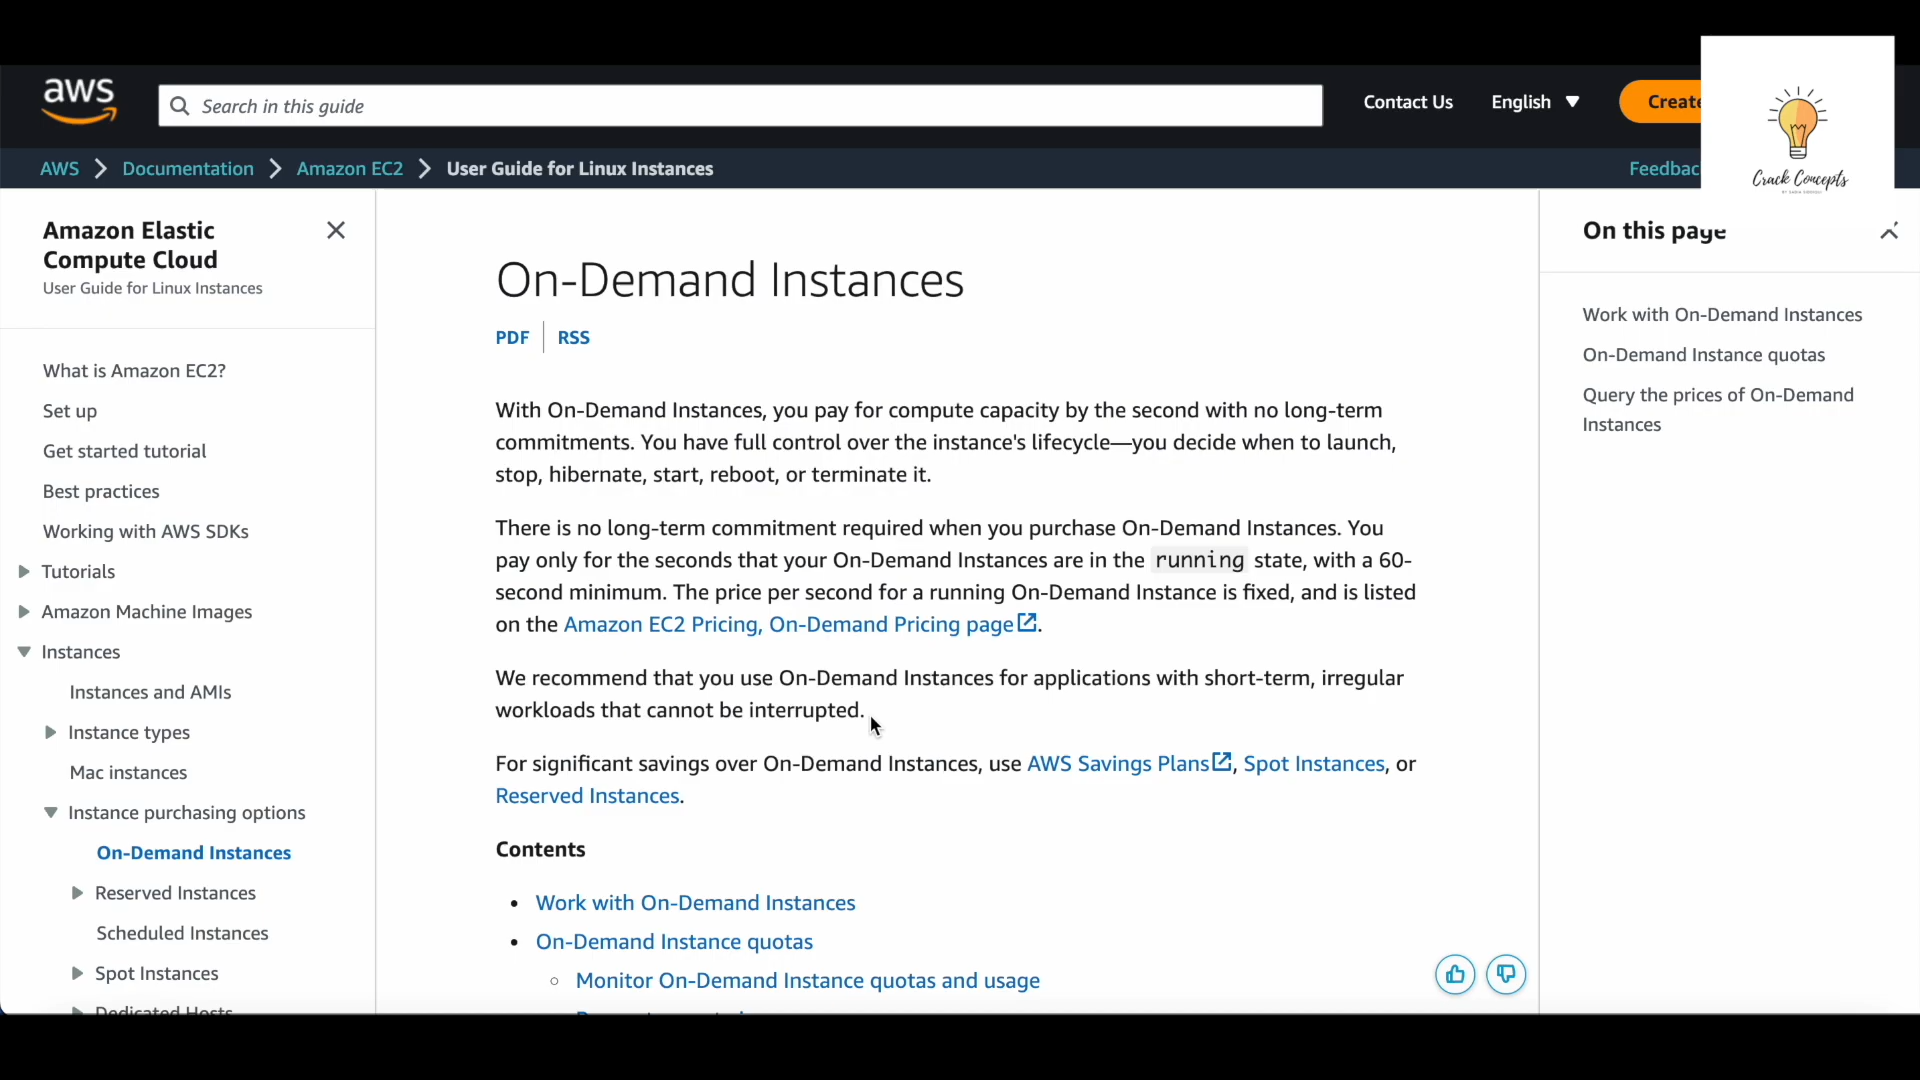 aws
Search in this guide
Contact Us
English
Create
Crack Concepts
AWS
Documentation
Amazon EC2
User Guide for Linux Instances
Feedbac
Amazon Elastic
Compute Cloud
User Guide for Linux Instances
What is Amazon EC2?
Set up
Get started tutorial
Best practices
Working with AWS SDKs
Tutorials
Amazon Machine Images
Instances
Instances and AMIs
Instance types
Mac instances
Instance purchasing options
On-Demand Instances
Reserved Instances
Scheduled Instances
Spot Instances
Dedicated Hosts
On-Demand Instances
PDF
RSS
With On-Demand Instances, you pay for compute capacity by the second with no long-term
commitments. You have full control over the instance's lifecycle—you decide when to launch,
stop, hibernate, start, reboot, or terminate it.
There is no long-term commitment required when you purchase On-Demand Instances. You
pay only for the seconds that your On-Demand Instances are in the running state, with a 60-
second minimum. The price per second for a running On-Demand Instance is fixed, and is listed
on the Amazon EC2 Pricing, On-Demand Pricing page.
We recommend that you use On-Demand Instances for applications with short-term, irregular
workloads that cannot be interrupted.
For significant savings over On-Demand Instances, use AWS Savings Plans, Spot Instances, or
Reserved Instances.
Contents
• Work with On-Demand Instances
• On-Demand Instance quotas
○ Monitor On-Demand Instance quotas and usage
On this page
Work with On-Demand Instances
On-Demand Instance quotas
Query the prices of On-Demand
Instances